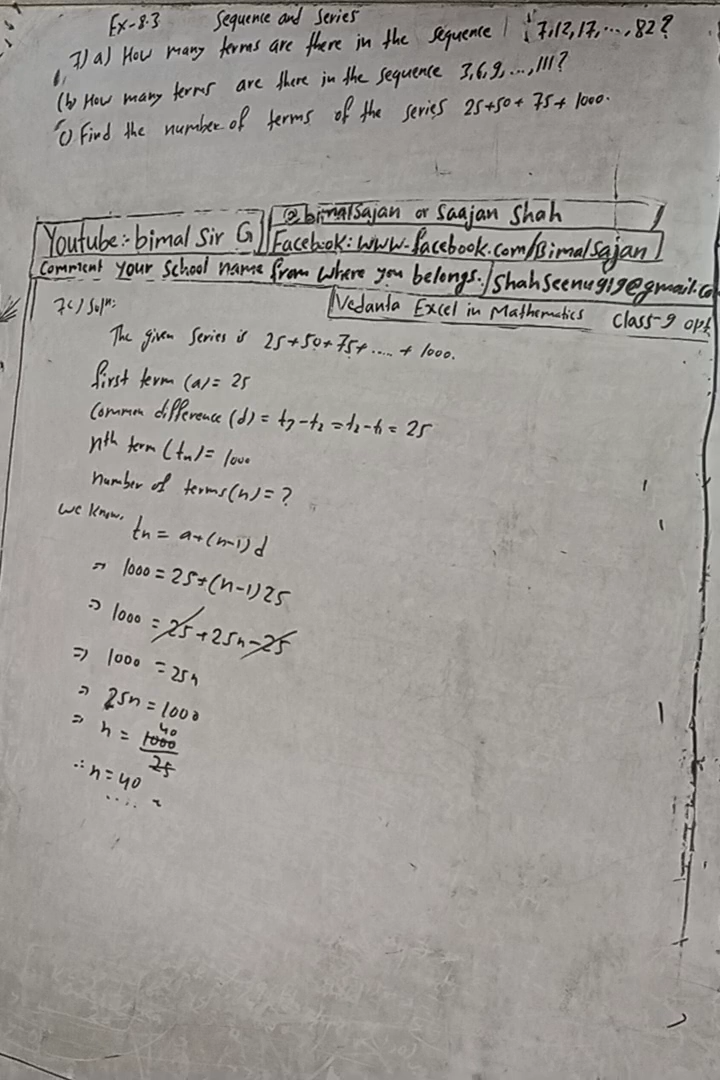 Ex-8.3 Sequence and Series
7) a) How many terms are there in the sequence 7,12,17,...,82?
(b) How many terms are there in the sequence 3,6,9,...,111?
c) Find the number of terms of the series 25+50+75+1000.
@bimalsajan or Saajan Shah
Youtube:-bimal Sir G
Facebook: www.facebook.com/Bimalsajan
Comment your School name from where you belongs./shahseenu919@gmail.co
Vedanta Excel in Mathematics Class-9 opt
7c) Solⁿ:
The given Series is 25+50+75+.....+1000.
first term (a)= 25
Common difference (d) = t₃-t₂=t₂-t₁= 25
nth term (tn)= 1000
number of terms(n)=?
we know,
tn = a+(n-1)d
⇒ 1000=25+(n-1)25
⇒ 1000 = 25+25n-25
⇒ 1000 = 25n
⇒ 25n=1000
40
⇒ n = 1000
25
∴ n=40